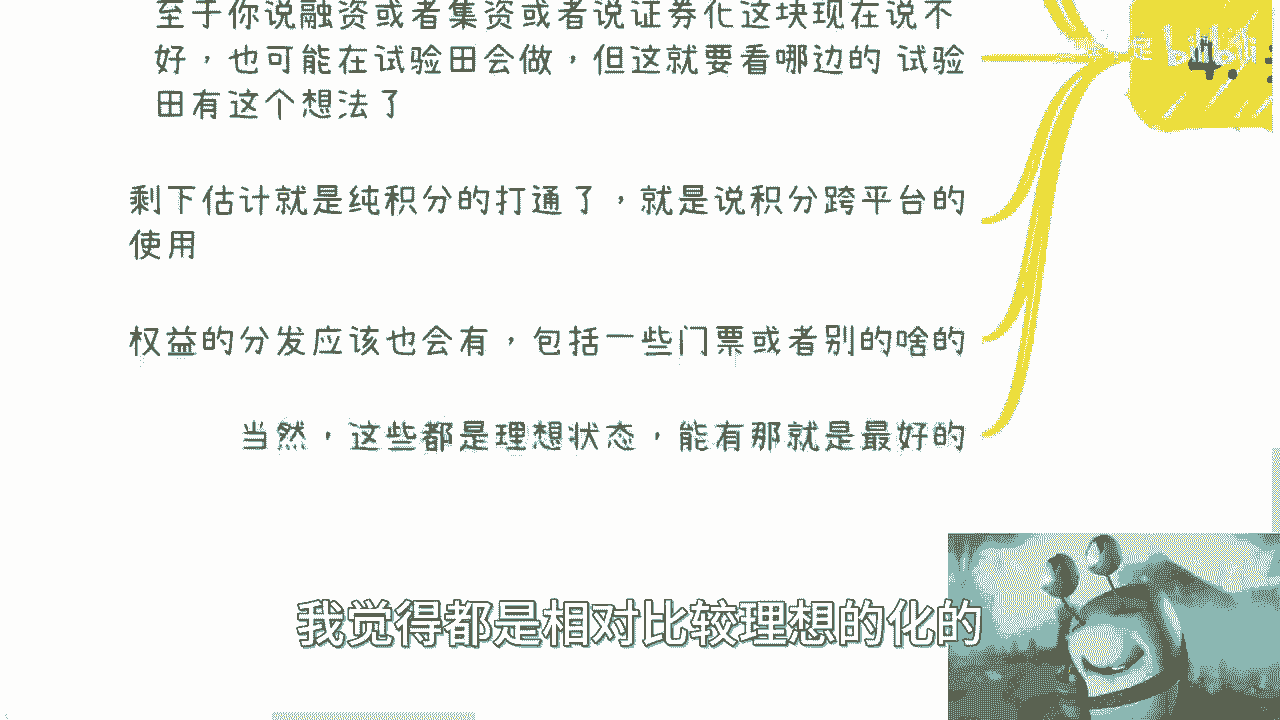 至于你说融资或者集资或者说证券化这块现在说不
好，也可能在试验田会做，但这就要看哪边的 试验
田有这个想法了
4.
剩下估计就是纯积分的打通了，就是说积分跨平台的
使用
权益的分发应该也会有，包括一些门票或者别的啥的
当然，这些都是理想状态，能有那就是最好的
我觉得都是相对比较理想的化的